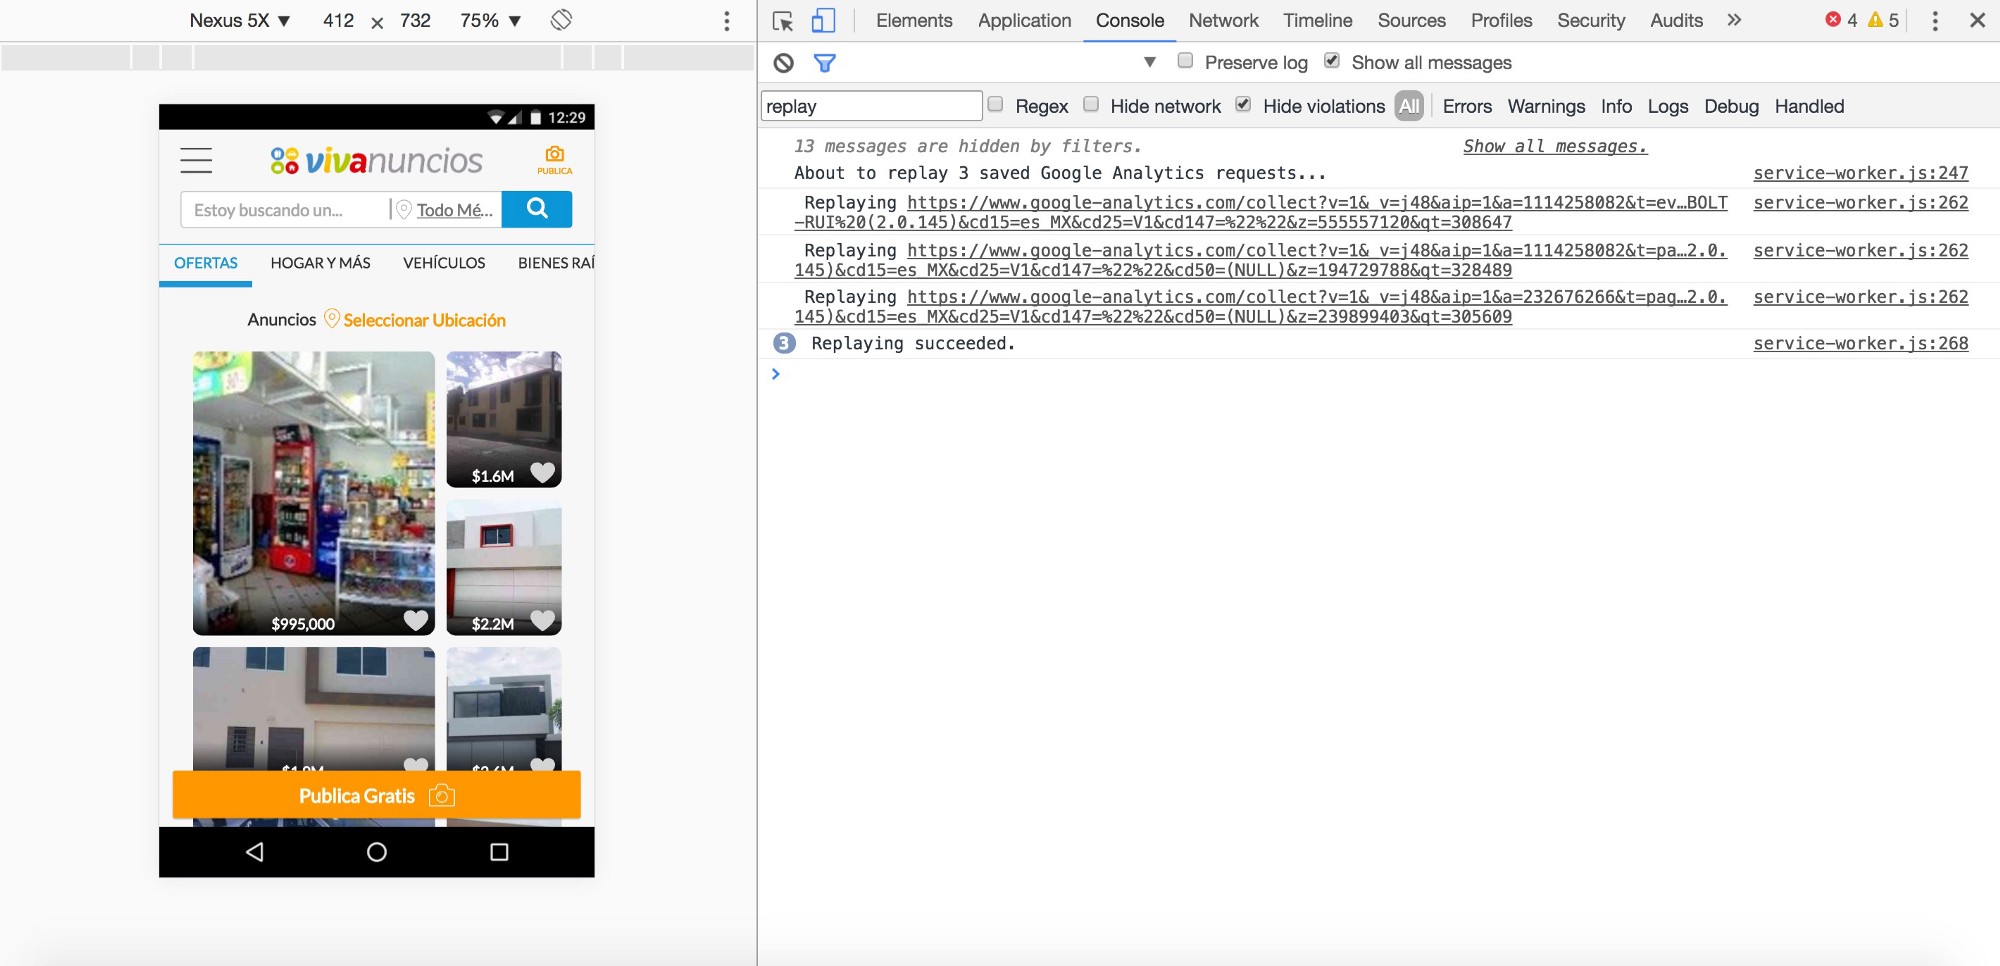 Nexus 5X ▼ 412 × 732 75% ▼
Elements Application Console Network Timeline Sources Profiles Security Audits » 4 5
▼ Preserve log Show all messages
replay Regex Hide network Hide violations All Errors Warnings Info Logs Debug Handled
13 messages are hidden by filters. Show all messages.
About to replay 3 saved Google Analytics requests... service-worker.js:247
Replaying https://www.google-analytics.com/collect?v=1&_v=j48&aip=1&a=1114258082&t=ev…BOLT service-worker.js:262
-RUI%20(2.0.145)&cd15=es_MX&cd25=V1&cd147=%22%22&z=555557120&qt=308647
Replaying https://www.google-analytics.com/collect?v=1&_v=j48&aip=1&a=1114258082&t=pa…2.0. service-worker.js:262
145)&cd15=es_MX&cd25=V1&cd147=%22%22&cd50=(NULL)&z=194729788&qt=328489
Replaying https://www.google-analytics.com/collect?v=1&_v=j48&aip=1&a=232676266&t=pag…2.0. service-worker.js:262
145)&cd15=es_MX&cd25=V1&cd147=%22%22&cd50=(NULL)&z=239899403&qt=305609
3 Replaying succeeded. service-worker.js:268
12:29
vivanuncios
PUBLICA
Estoy buscando un... Todo Mé...
OFERTAS HOGAR Y MÁS VEHÍCULOS BIENES RAÍ
Anuncios Seleccionar Ubicación
$1.6M
$995,000 $2.2M
Publica Gratis